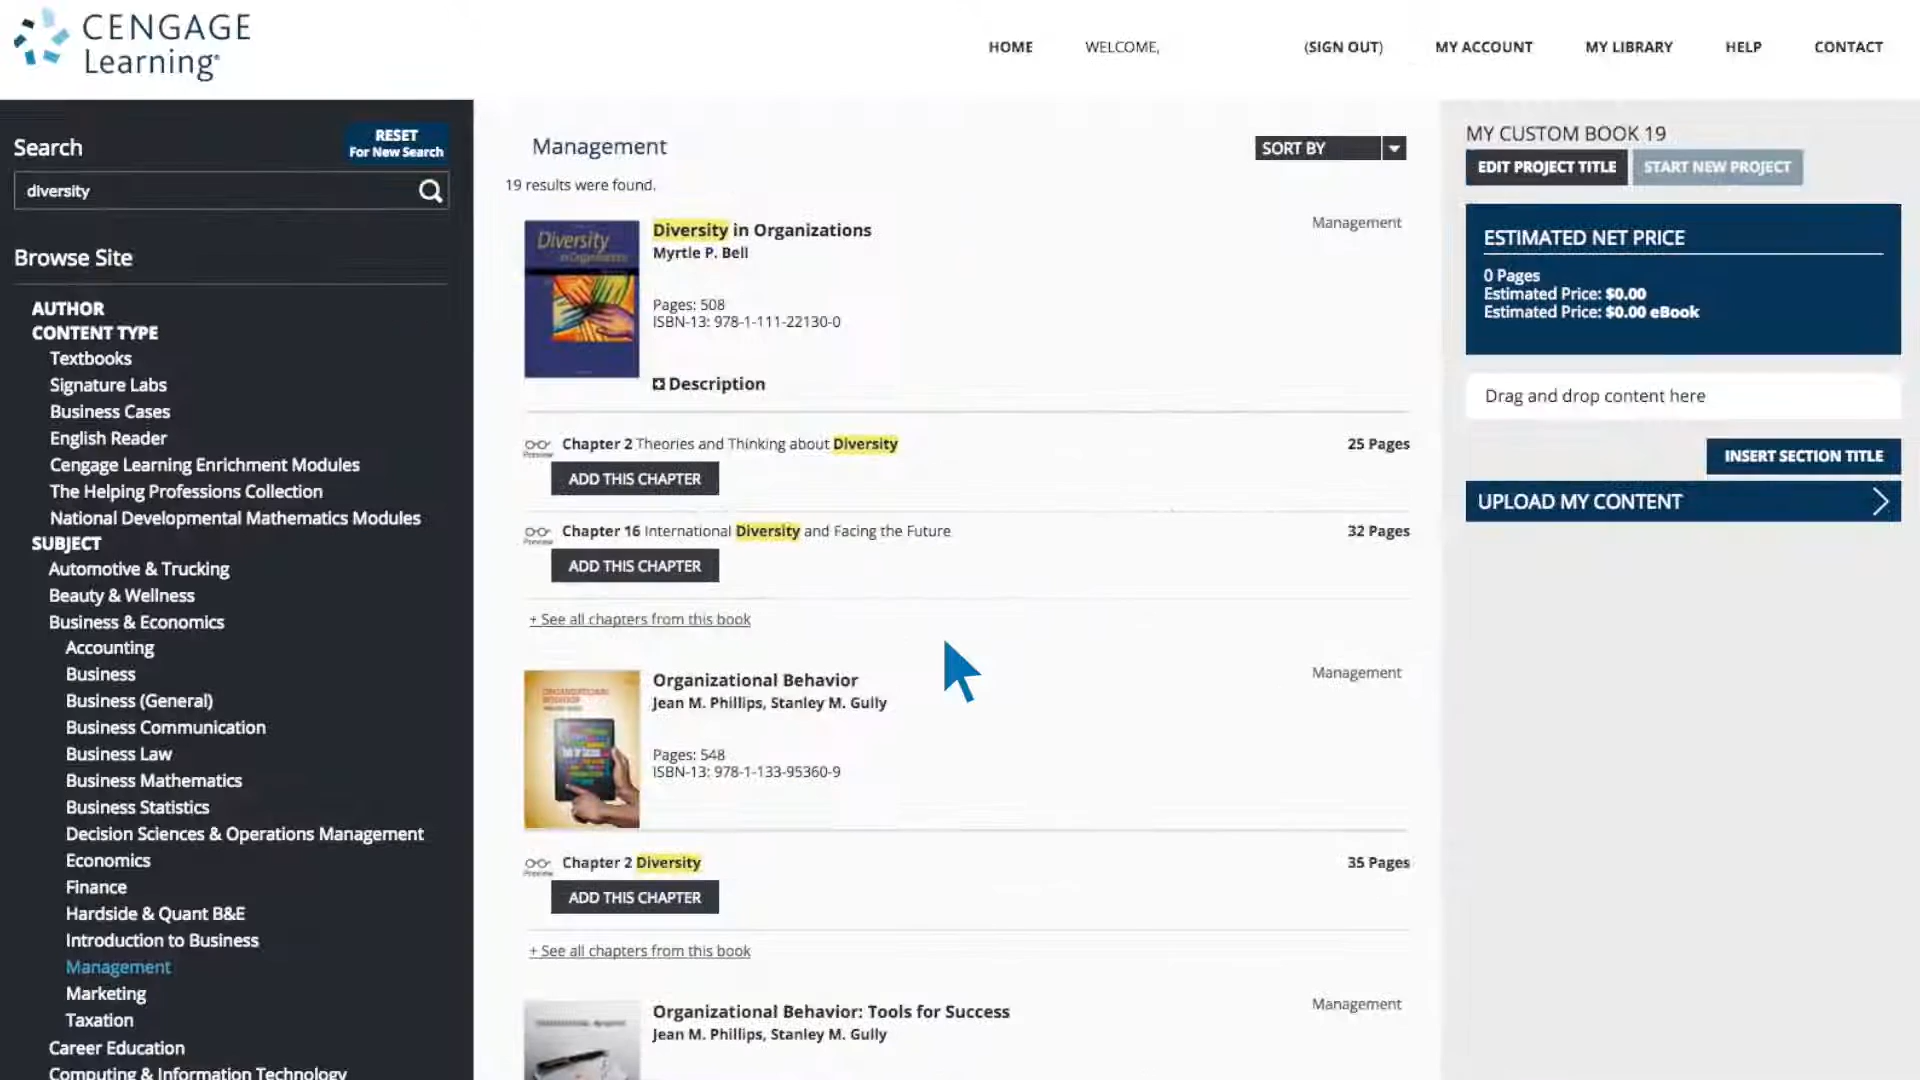 CENGAGE
Learning
HOME
WELCOME,
(SIGN OUT)
MY ACCOUNT
MY LIBRARY
HELP
CONTACT
Search
RESET
For New Search
diversity
Browse Site
AUTHOR
CONTENT TYPE
Textbooks
Signature Labs
Business Cases
English Reader
Cengage Learning Enrichment Modules
The Helping Professions Collection
National Developmental Mathematics Modules
SUBJECT
Automotive & Trucking
Beauty & Wellness
Business & Economics
Accounting
Business
Business (General)
Business Communication
Business Law
Business Mathematics
Business Statistics
Decision Sciences & Operations Management
Economics
Finance
Hardside & Quant B&E
Introduction to Business
Management
Marketing
Taxation
Career Education
Computing & Information Technology
Management
SORT BY
19 results were found.
Diversity
in Organizations
Diversity in Organizations
Management
Myrtle P. Bell
Pages: 508
ISBN-13: 978-1-111-22130-0
Description
Preview
Chapter 2 Theories and Thinking about Diversity
25 Pages
ADD THIS CHAPTER
Preview
Chapter 16 International Diversity and Facing the Future
32 Pages
ADD THIS CHAPTER
+ See all chapters from this book
ORGANIZATIONAL
BEHAVIOR
Organizational Behavior
Management
Jean M. Phillips, Stanley M. Gully
Pages: 548
ISBN-13: 978-1-133-95360-9
Preview
Chapter 2 Diversity
35 Pages
ADD THIS CHAPTER
+ See all chapters from this book
Organizational Behavior: Tools for Success
Management
Jean M. Phillips, Stanley M. Gully
MY CUSTOM BOOK 19
EDIT PROJECT TITLE
START NEW PROJECT
ESTIMATED NET PRICE
0 Pages
Estimated Price: $0.00
Estimated Price: $0.00 eBook
Drag and drop content here
INSERT SECTION TITLE
UPLOAD MY CONTENT